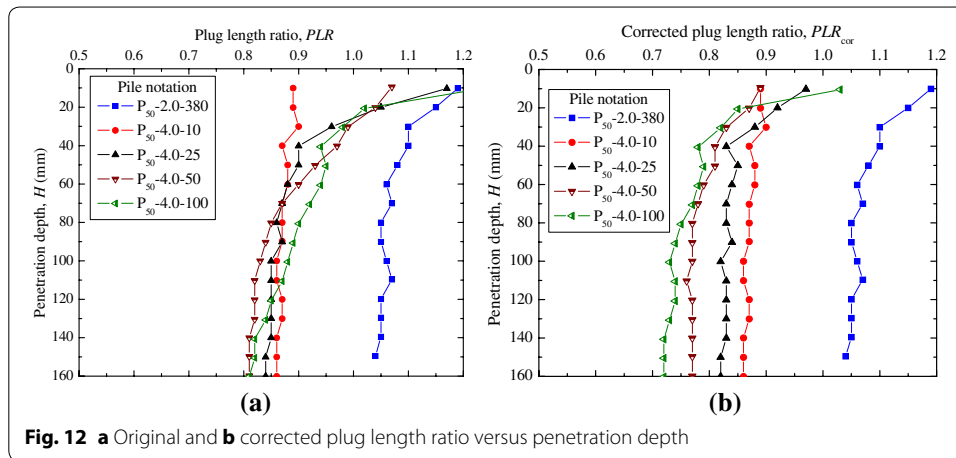 Plug length ratio, PLR
0.5 0.6 0.7 0.8 0.9 1.0 1.1 1.2
0
20
40
60
80
100
120
140
160
Penetration depth, H (mm)
Pile notation
P50-2.0-380
P50-4.0-10
P50-4.0-25
P50-4.0-50
P50-4.0-100
(a)
Corrected plug length ratio, PLRcor
0.5 0.6 0.7 0.8 0.9 1.0 1.1 1.2
0
20
40
60
80
100
120
140
160
Penetration depth, H (mm)
Pile notation
P50-2.0-380
P50-4.0-10
P50-4.0-25
P50-4.0-50
P50-4.0-100
(b)
Fig. 12 a Original and b corrected plug length ratio versus penetration depth